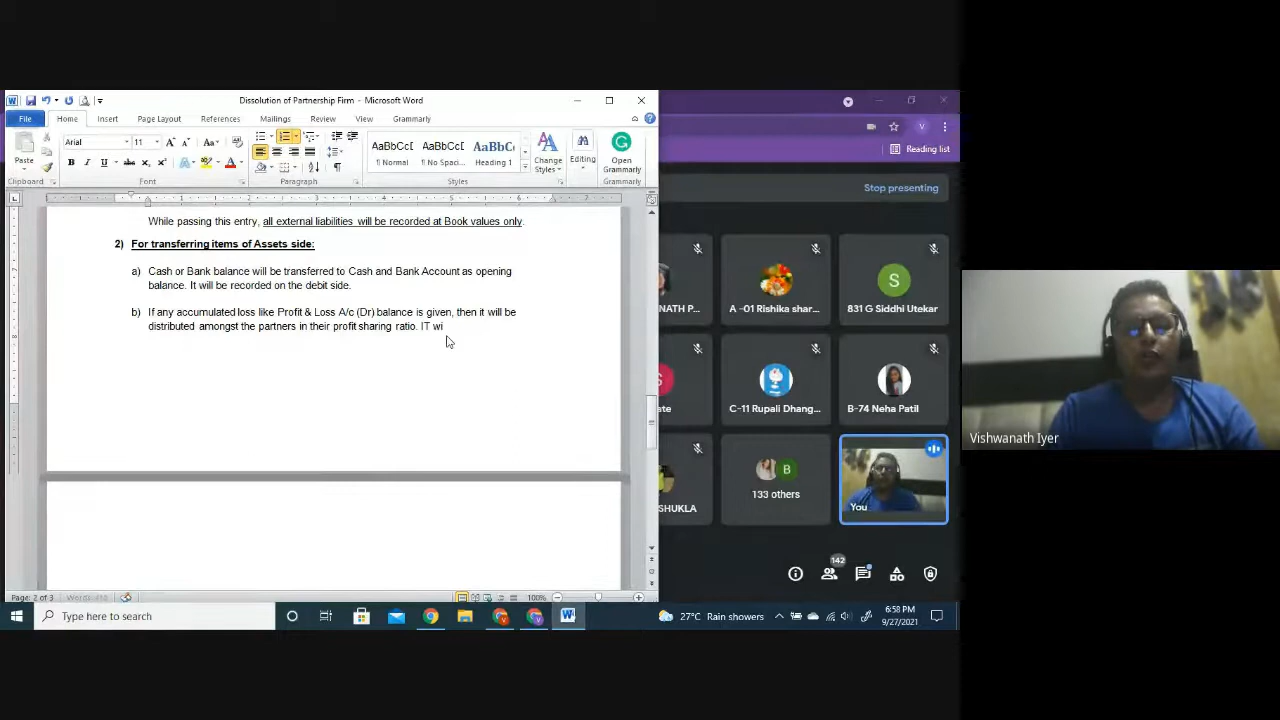 Dissolution of Partnership Firm - Microsoft Word
File Home Insert Page Layout References Mailings Review View Grammarly
Reading list
Arial 11
AaBbCcI AaBbCcI AaBbCc
¶ Normal ¶ No Spaci... Heading 1
Change Styles
Editing
Open Grammarly
Paste
Clipboard Font Paragraph Styles Grammarly
Stop presenting
While passing this entry, all external liabilities will be recorded at Book values only.
2) For transferring items of Assets side:
a) Cash or Bank balance will be transferred to Cash and Bank Account as opening
balance. It will be recorded on the debit side.
b) If any accumulated loss like Profit & Loss A/c (Dr) balance is given, then it will be
distributed amongst the partners in their profit sharing ratio. IT wi
NATH P...
A -01 Rishika shar...
S
831 G Siddhi Utekar
ate
C-11 Rupali Dhang...
B-74 Neha Patil
SHUKLA
B
133 others
You
Vishwanath Iyer
142
Page: 2 of 3
100%
Type here to search
27°C Rain showers
6:58 PM
9/27/2021